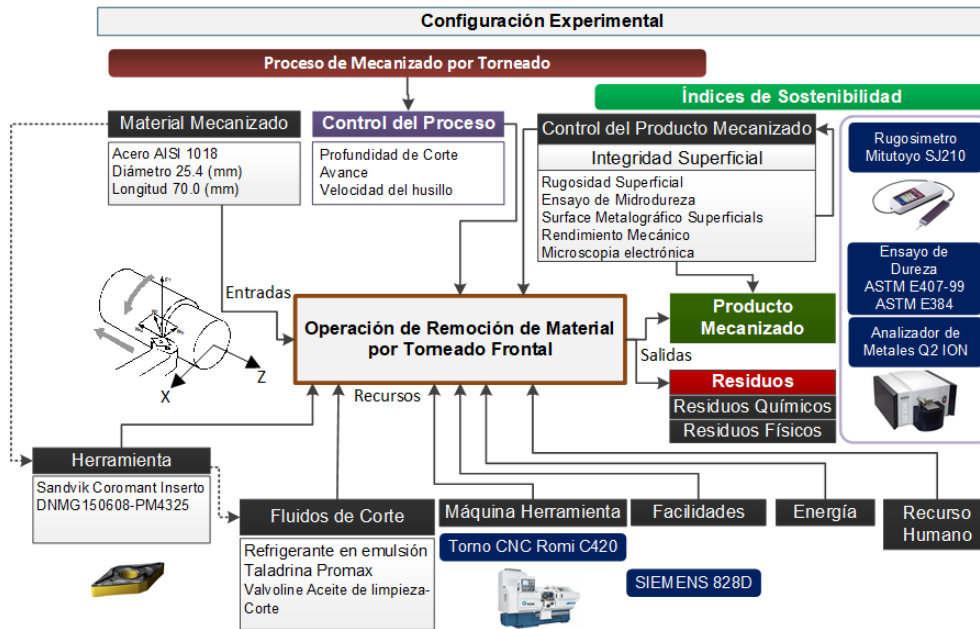 Configuración Experimental
Proceso de Mecanizado por Torneado
Índices de Sostenibilidad
Material Mecanizado
Acero AISI 1018
Diámetro 25.4 (mm)
Longitud 70.0 (mm)
Control del Proceso
Profundidad de Corte
Avance
Velocidad del husillo
Control del Producto Mecanizado
Integridad Superficial
Rugosidad Superficial
Ensayo de Midrodureza
Surface Metalográfico Superficials
Rendimiento Mecánico
Microscopia electrónica
Rugosimetro
Mitutoyo SJ210
Ensayo de
Dureza
ASTM E407-99
ASTM E384
Analizador de
Metales Q2 ION
Entradas
Operación de Remoción de Material
por Torneado Frontal
Producto
Mecanizado
Salidas
Residuos
Residuos Químicos
Residuos Físicos
Z
X
Recursos
Herramienta
Sandvik Coromant Inserto
DNMG150608-PM4325
Fluidos de Corte
Refrigerante en emulsión
Taladrina Promax
Valvoline Aceite de limpieza-
Corte
Máquina Herramienta
Torno CNC Romi C420
Facilidades
SIEMENS 828D
Energía
Recurso
Humano